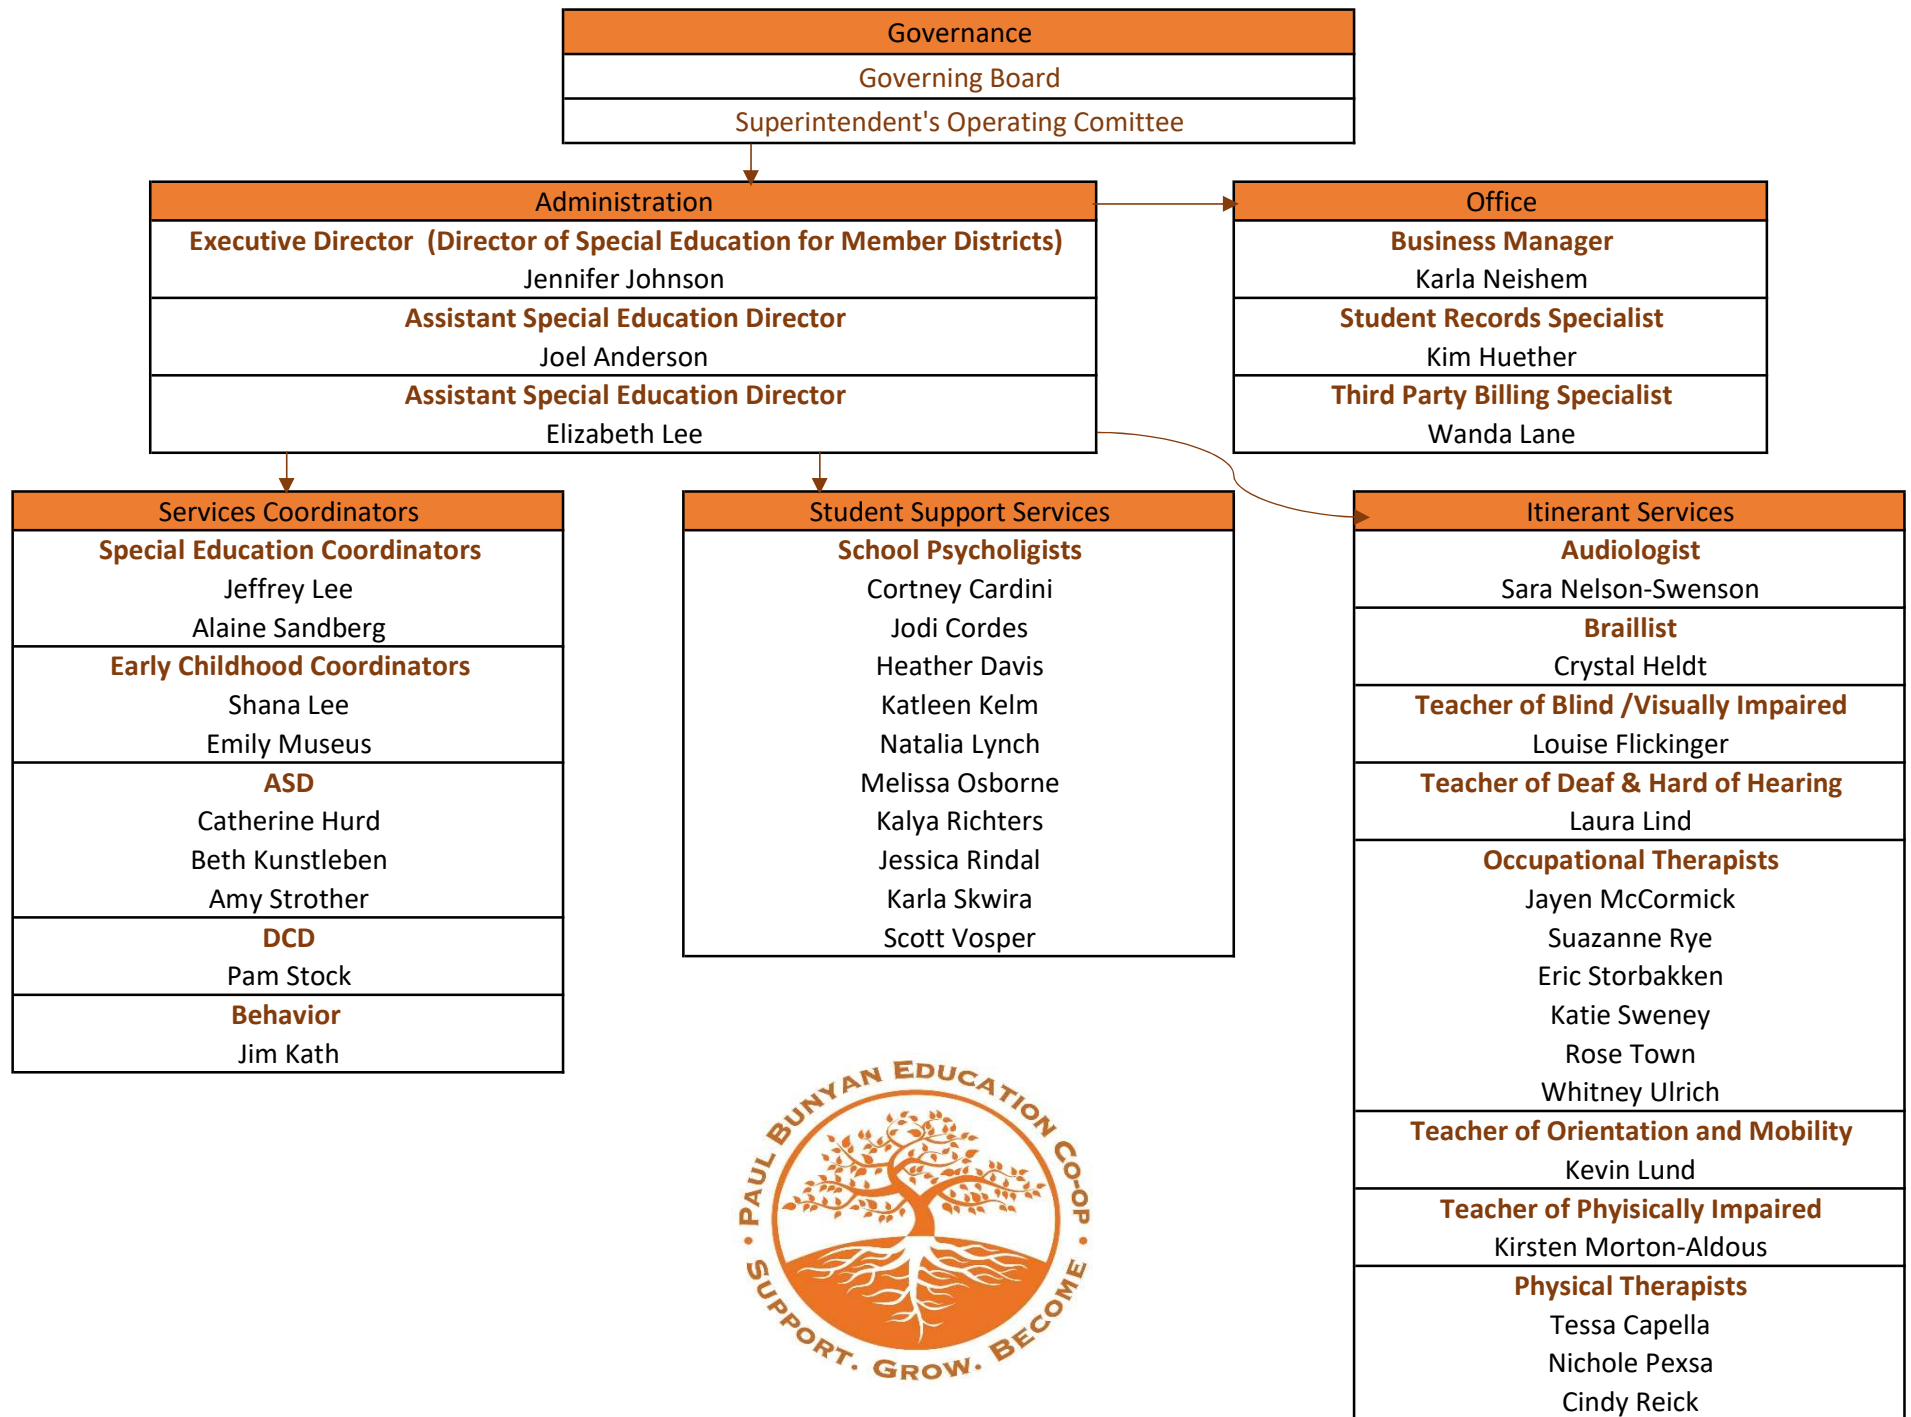 Governance
Governing Board
Superintendent's Operating Comittee
Administration
Executive Director  (Director of Special Education for Member Districts)
Jennifer Johnson
Assistant Special Education Director
Joel Anderson
Assistant Special Education Director
Elizabeth Lee
Office
Business Manager
Karla Neishem
Student Records Specialist
Kim Huether
Third Party Billing Specialist
Wanda Lane
Services Coordinators
Special Education Coordinators
Jeffrey Lee
Alaine Sandberg
Early Childhood Coordinators
Shana Lee
Emily Museus
ASD
Catherine Hurd
Beth Kunstleben
Amy Strother
DCD
Pam Stock
Behavior
Jim Kath
Student Support Services
School Psycholigists
Cortney Cardini
Jodi Cordes
Heather Davis
Katleen Kelm
Natalia Lynch
Melissa Osborne
Kalya Richters
Jessica Rindal
Karla Skwira
Scott Vosper
Itinerant Services
Audiologist
Sara Nelson-Swenson
Braillist
Crystal Heldt
Teacher of Blind /Visually Impaired
Louise Flickinger
Teacher of Deaf & Hard of Hearing
Laura Lind
Occupational Therapists
Jayen McCormick
Suazanne Rye
Eric Storbakken
Katie Sweney
Rose Town
Whitney Ulrich
Teacher of Orientation and Mobility
Kevin Lund
Teacher of Phyisically Impaired
Kirsten Morton-Aldous
Physical Therapists
Tessa Capella
Nichole Pexsa
Cindy Reick
• PAUL BUNYAN EDUCATION CO-OP •
SUPPORT. GROW. BECOME